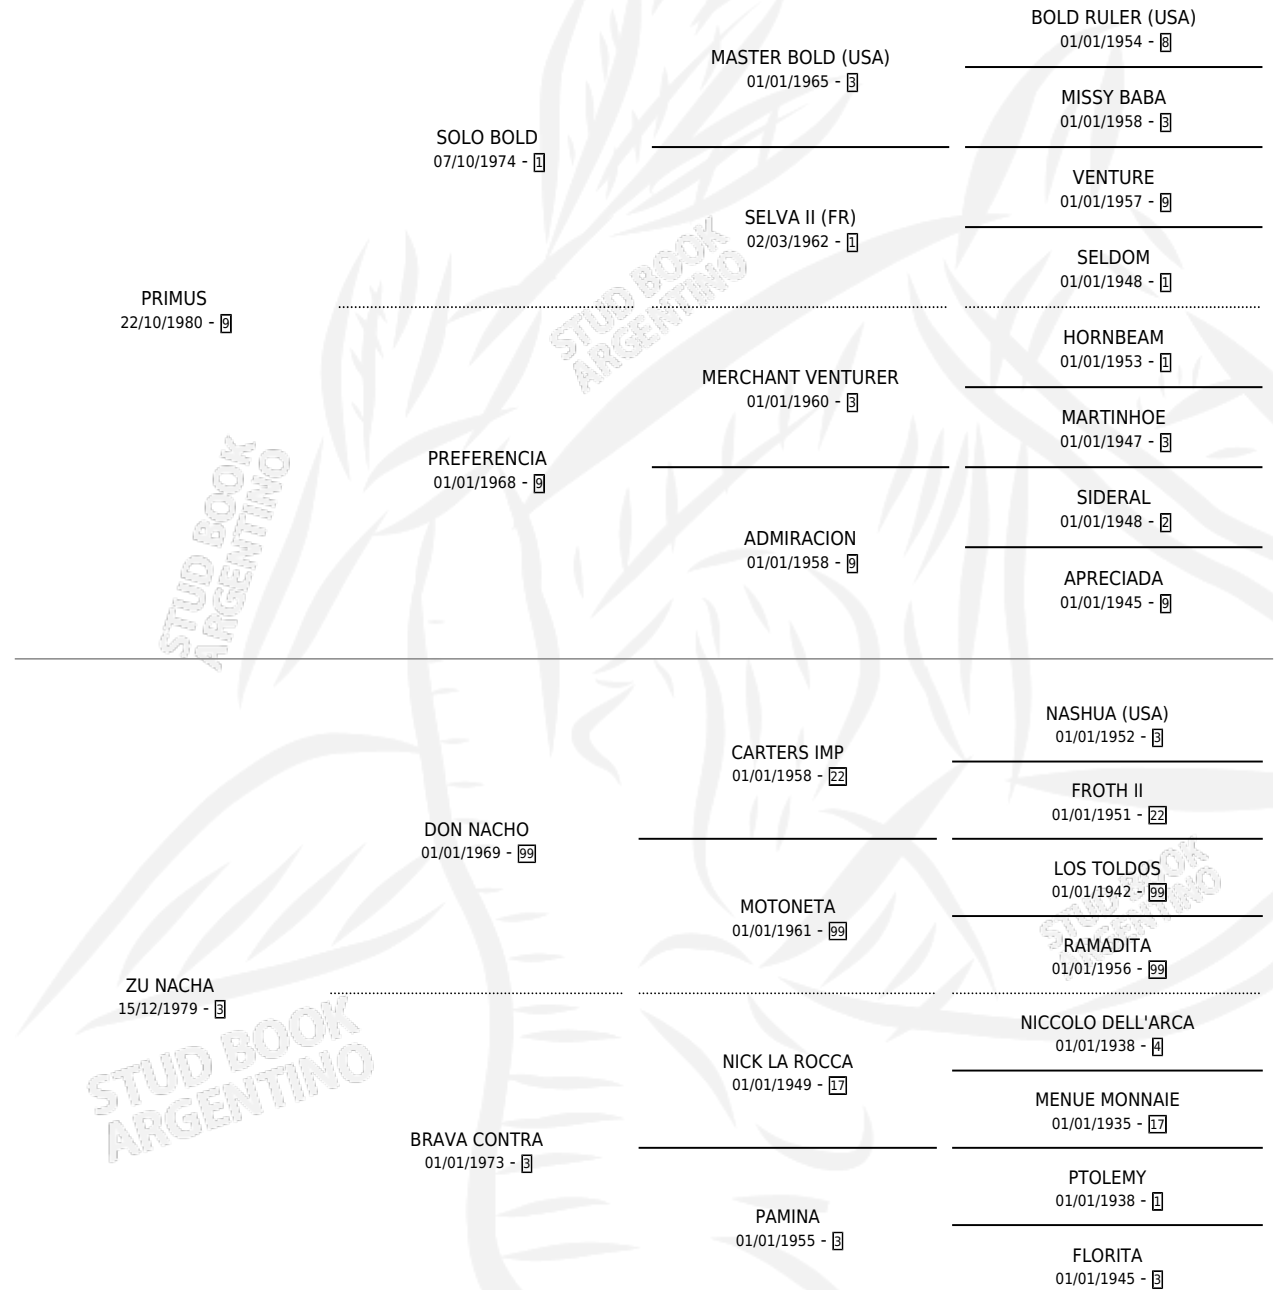 BOLD RULER (USA)
01/01/1954 - 8
MASTER BOLD (USA)
01/01/1965 - 3
MISSY BABA
01/01/1958 - 3
SOLO BOLD
07/10/1974 - 1
VENTURE
01/01/1957 - 9
SELVA II (FR)
02/03/1962 - 1
SELDOM
01/01/1948 - 1
PRIMUS
22/10/1980 - 9
HORNBEAM
01/01/1953 - 1
MERCHANT VENTURER
01/01/1960 - 3
MARTINHOE
01/01/1947 - 3
PREFERENCIA
01/01/1968 - 9
SIDERAL
01/01/1948 - 2
ADMIRACION
01/01/1958 - 9
APRECIADA
01/01/1945 - 9
NASHUA (USA)
01/01/1952 - 3
CARTERS IMP
01/01/1958 - 22
FROTH II
01/01/1951 - 22
DON NACHO
01/01/1969 - 99
LOS TOLDOS
01/01/1942 - 99
MOTONETA
01/01/1961 - 99
RAMADITA
01/01/1956 - 99
ZU NACHA
15/12/1979 - 3
NICCOLO DELL'ARCA
01/01/1938 - 4
NICK LA ROCCA
01/01/1949 - 17
MENUE MONNAIE
01/01/1935 - 17
BRAVA CONTRA
01/01/1973 - 3
PTOLEMY
01/01/1938 - 1
PAMINA
01/01/1955 - 3
FLORITA
01/01/1945 - 3
STUD BOOK
ARGENTINO
STUD BOOK
ARGENTINO
STUD BOOK
ARGENTINO
STUD BOOK
ARGENTINO